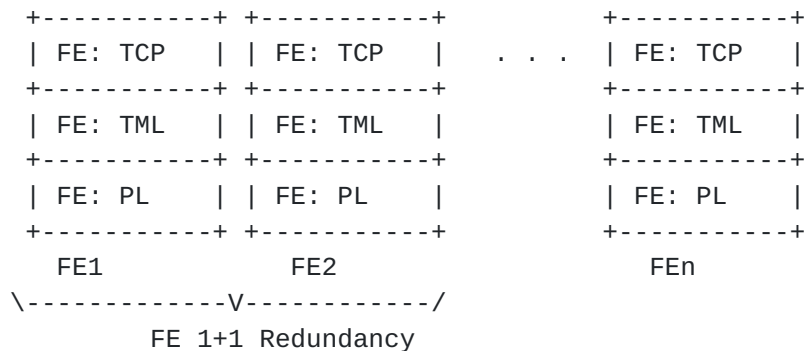 +-----------+ +-----------+          +-----------+
| FE: TCP   | | FE: TCP   |   . . .  | FE: TCP   |
+-----------+ +-----------+          +-----------+
| FE: TML   | | FE: TML   |          | FE: TML   |
+-----------+ +-----------+          +-----------+
| FE: PL    | | FE: PL    |          | FE: PL    |
+-----------+ +-----------+          +-----------+
  FE1            FE2                    FEn
\-------------V------------/
        FE 1+1 Redundancy